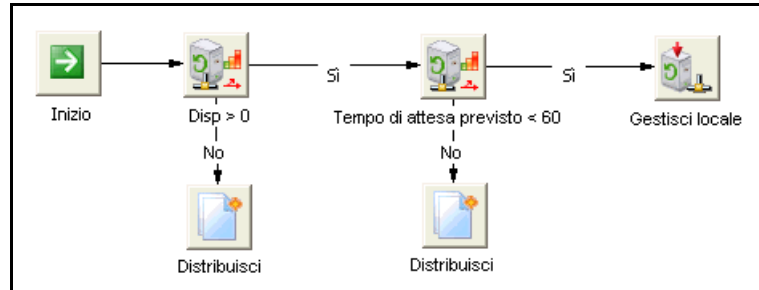 Sì
Sì
Inizio
Disp > 0
Tempo di attesa previsto < 60
Gestisci locale
No
No
Distribuisci
Distribuisci